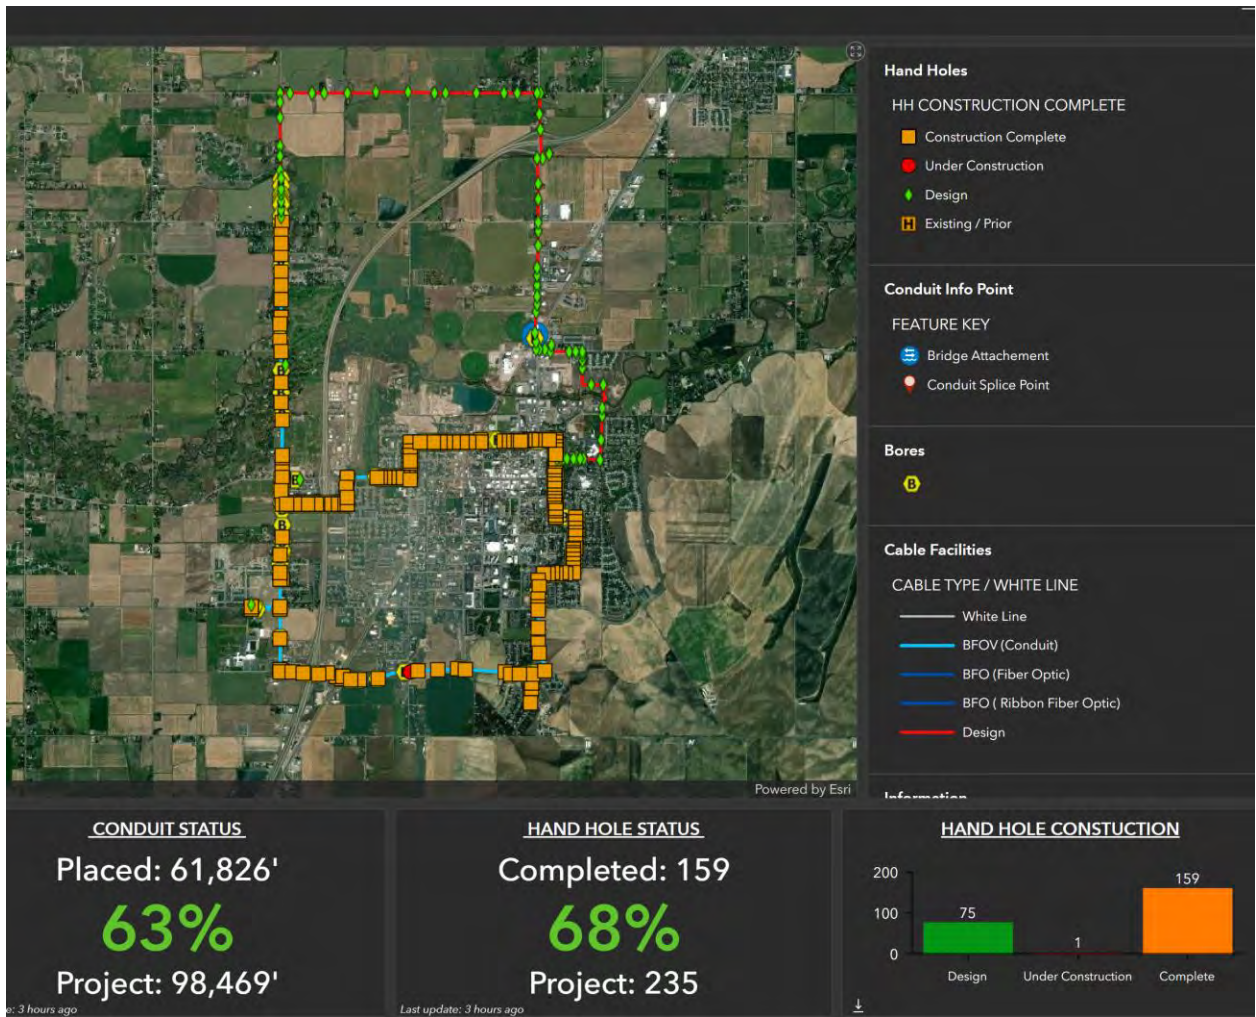 Hand Holes
HH CONSTRUCTION COMPLETE
Construction Complete
Under Construction
Design
H Existing / Prior
Conduit Info Point
FEATURE KEY
Bridge Attachement
Conduit Splice Point
Bores
B
Cable Facilities
CABLE TYPE / WHITE LINE
White Line
BFOV (Conduit)
BFO (Fiber Optic)
BFO ( Ribbon Fiber Optic)
Design
Information
B
B
B
Powered by Esri
CONDUIT STATUS
Placed: 61,826'
63%
Project: 98,469'
e: 3 hours ago
HAND HOLE STATUS
Completed: 159
68%
Project: 235
Last update: 3 hours ago
HAND HOLE CONSTUCTION
200
100
0
75
1
159
Design
Under Construction
Complete